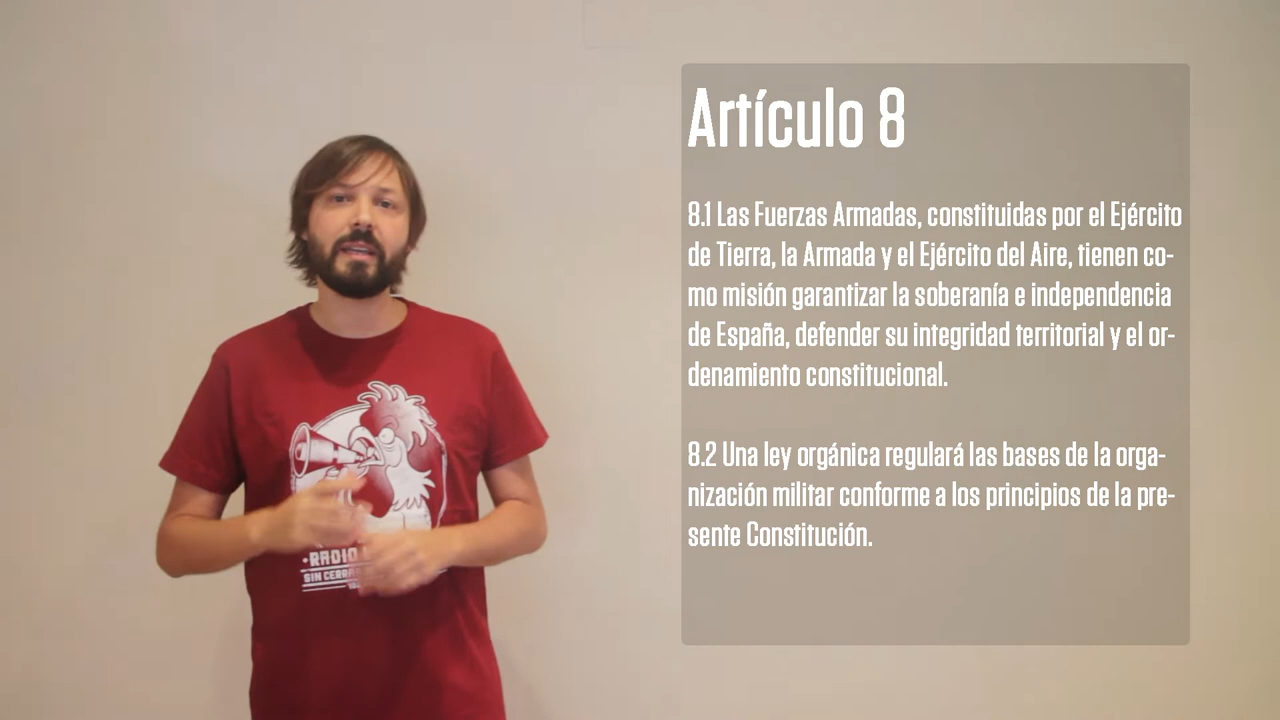 Artículo 8
8.1 Las Fuerzas Armadas, constituidas por el Ejército
de Tierra, la Armada y el Ejército del Aire, tienen co-
mo misión garantizar la soberanía e independencia
de España, defender su integridad territorial y el or-
denamiento constitucional.
8.2 Una ley orgánica regulará las bases de la orga-
nización militar conforme a los principios de la pre-
sente Constitución.
·RADIO
SIN